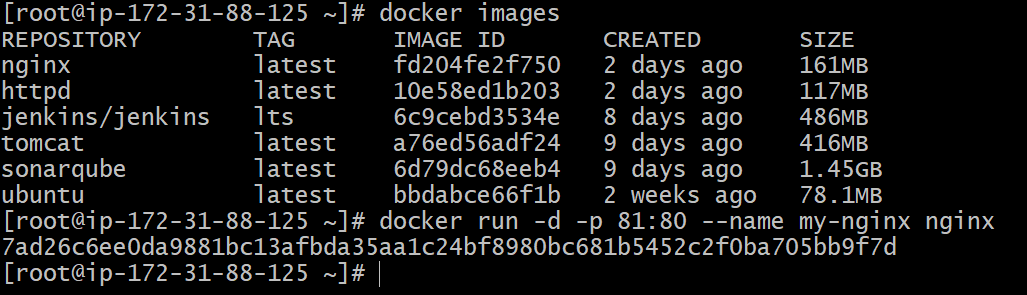 [root@ip-172-31-88-125 ~]# docker images
REPOSITORY TAG IMAGE ID CREATED SIZE
nginx latest fd204fe2f750 2 days ago 161MB
httpd latest 10e58ed1b203 2 days ago 117MB
jenkins/jenkins lts 6c9cebd3534e 8 days ago 486MB
tomcat latest a76ed56adf24 9 days ago 416MB
sonarqube latest 6d79dc68eeb4 9 days ago 1.45GB
ubuntu latest bbdabce66f1b 2 weeks ago 78.1MB
[root@ip-172-31-88-125 ~]# docker run -d -p 81:80 --name my-nginx nginx
7ad26c6ee0da9881bc13afbda35aa1c24bf8980bc681b5452c2f0ba705bb9f7d
[root@ip-172-31-88-125 ~]#